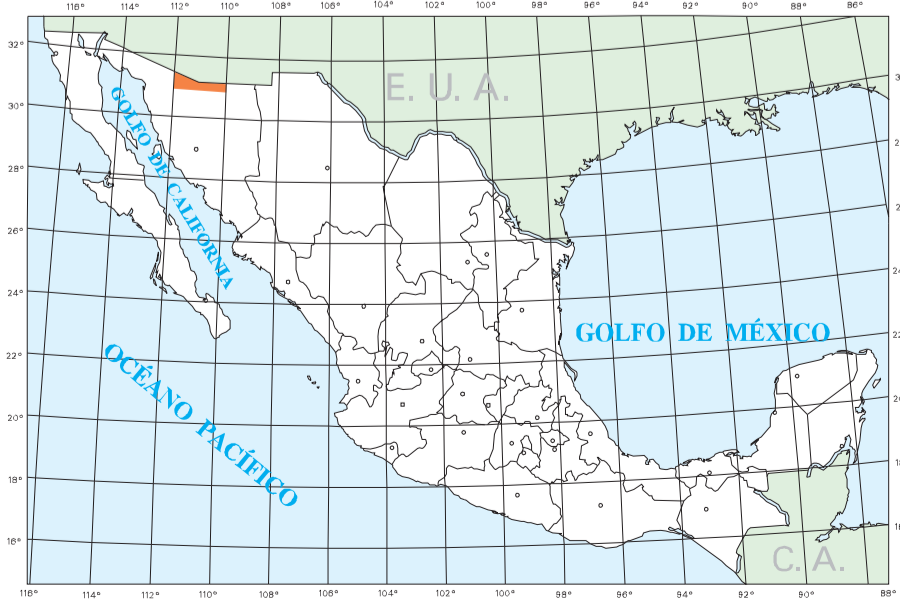 116° 114° 112° 110° 108° 106° 104° 102° 100° 98° 96° 94° 92° 90° 88° 86°
32°
30°
28°
26°
24°
22°
20°
18°
16°
E. U. A.
GOLFO DE CALIFORNIA
GOLFO DE MÉXICO
OCÉANO PACÍFICO
C. A.
114° 112° 110° 108° 106° 104° 102° 100° 98° 96° 94° 92° 90° 88°